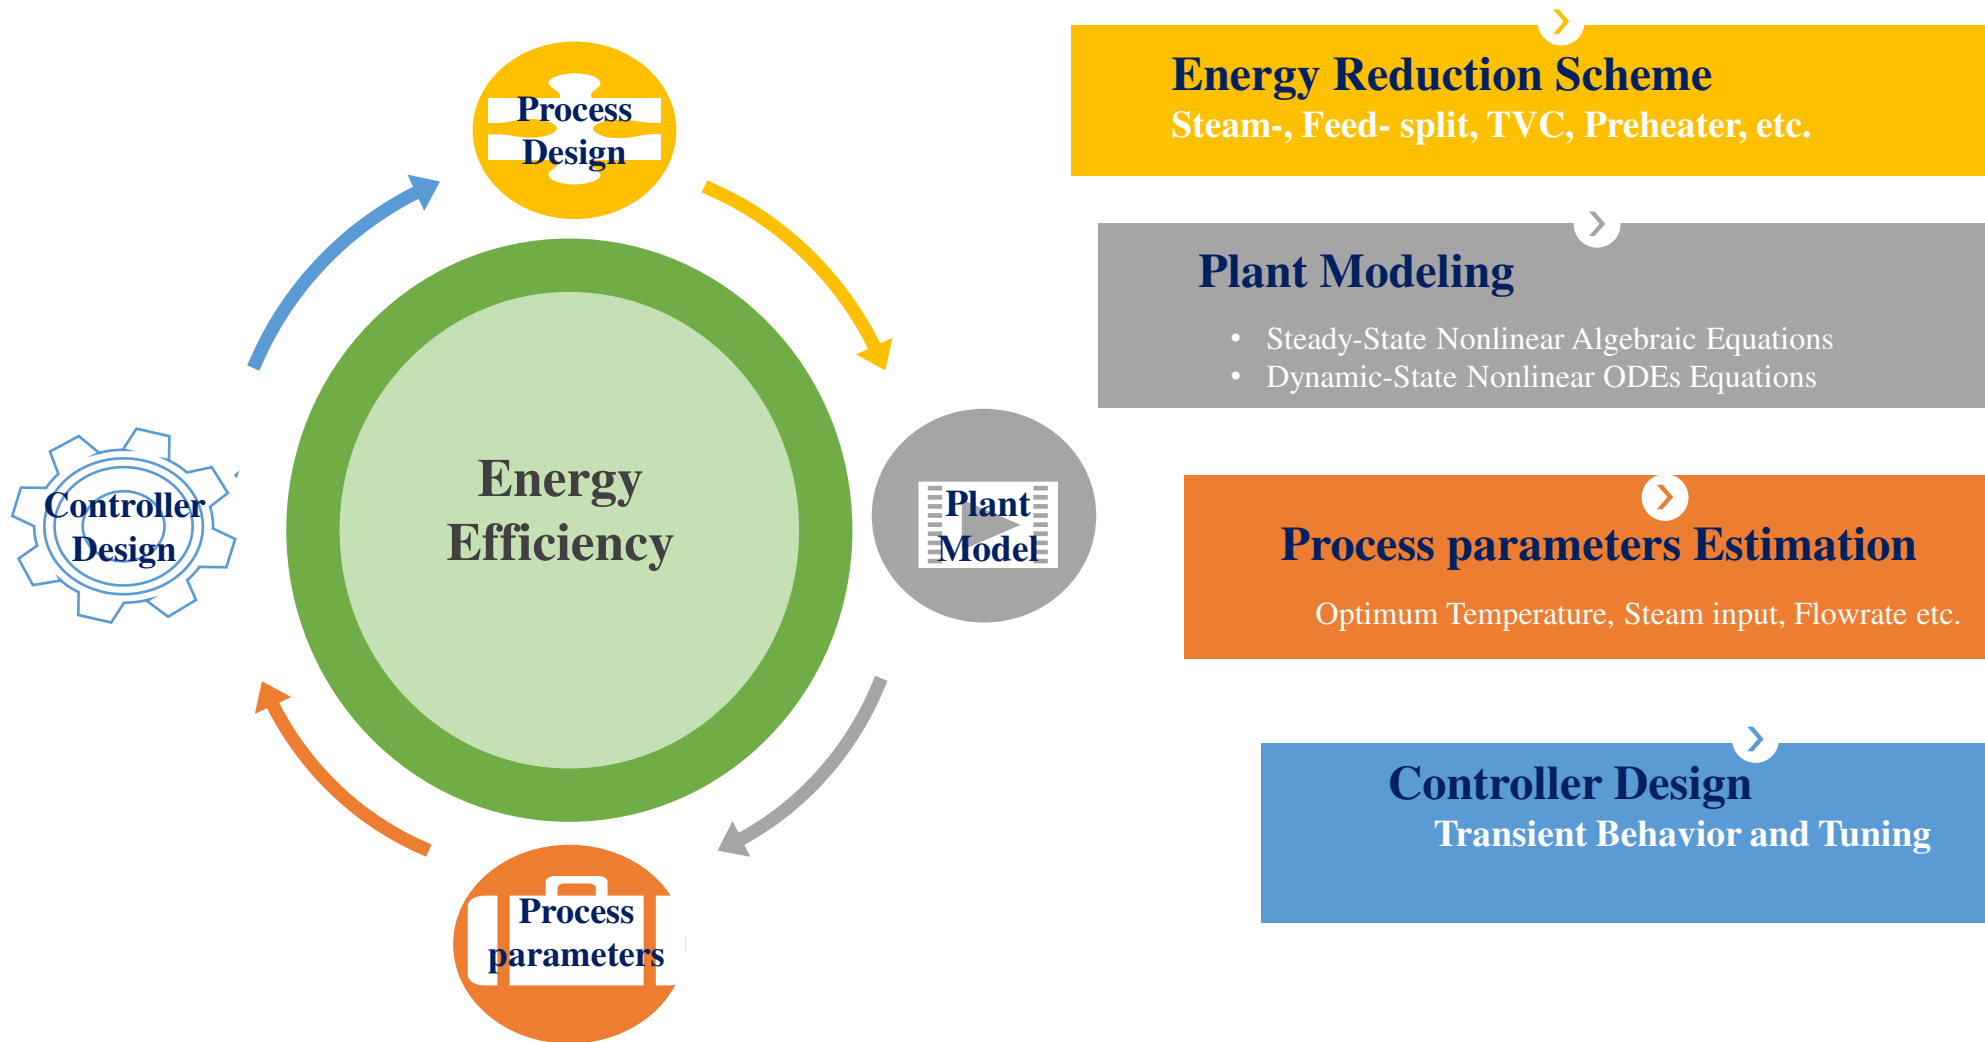 Process
Design
Energy
Efficiency
Controller
Design
Plant
Model
Process
parameters
Energy Reduction Scheme
Steam-, Feed- split, TVC, Preheater, etc.
Plant Modeling
• Steady-State Nonlinear Algebraic Equations
• Dynamic-State Nonlinear ODEs Equations
Process parameters Estimation
Optimum Temperature, Steam input, Flowrate etc.
Controller Design
Transient Behavior and Tuning